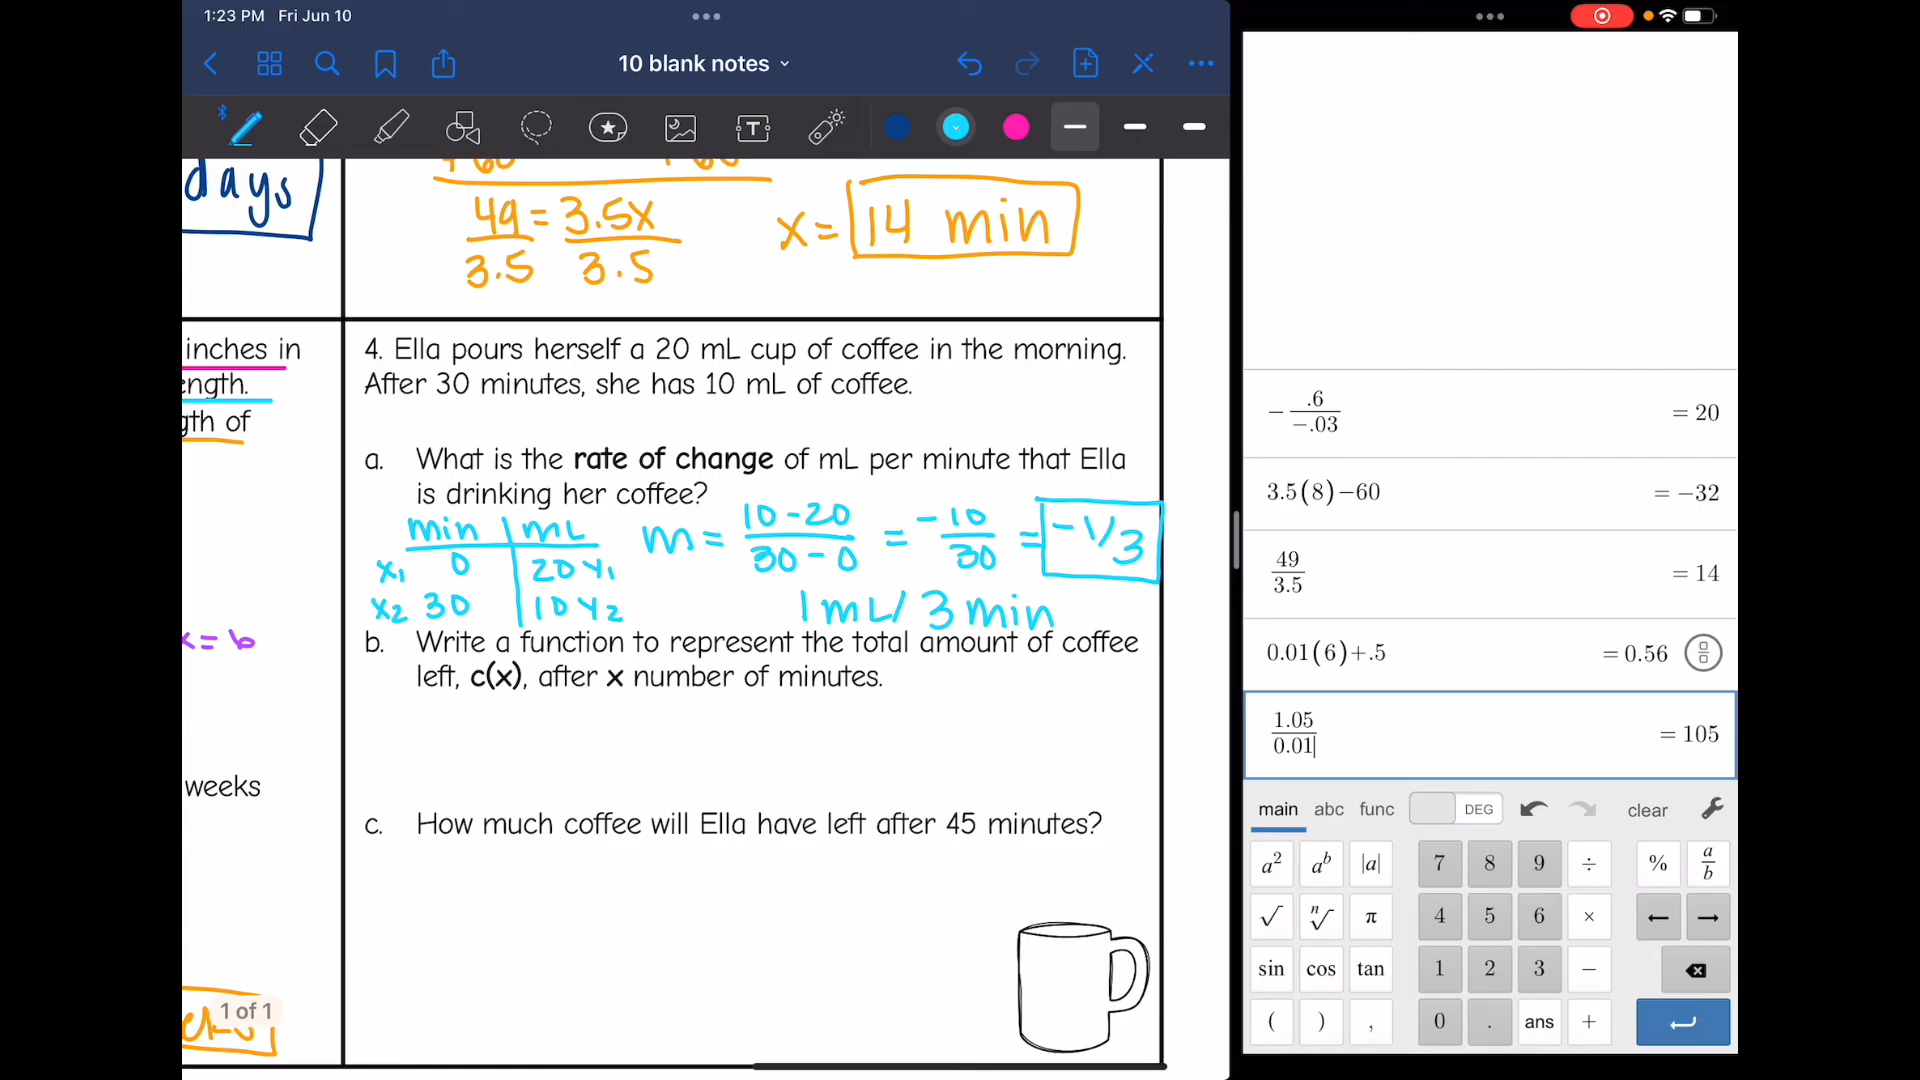 1:23 PM Fri Jun 10
10 blank notes
days
49 = 3.5x
3.5 3.5
x = 14 min
inches in
ength.
gth of
x = 6
weeks
1 of 1
4. Ella pours herself a 20 mL cup of coffee in the morning.
After 30 minutes, she has 10 mL of coffee.
a. What is the rate of change of mL per minute that Ella
is drinking her coffee?
min mL
x1 0 20 y1
x2 30 10 y2
m = 10 - 20 / 30 - 0 = -10 / 30 = -1/3
1 mL / 3 min
b. Write a function to represent the total amount of coffee
left, c(x), after x number of minutes.
c. How much coffee will Ella have left after 45 minutes?
- .6 / -.03 = 20
3.5(8)-60 = -32
49 / 3.5 = 14
0.01(6)+.5 = 0.56
1.05 / 0.01 = 105
main abc func DEG clear
a² aᵇ |a| 7 8 9 ÷ % a/b
√ ⁿ√ π 4 5 6 × ← →
sin cos tan 1 2 3 −
( ) , 0 . ans +